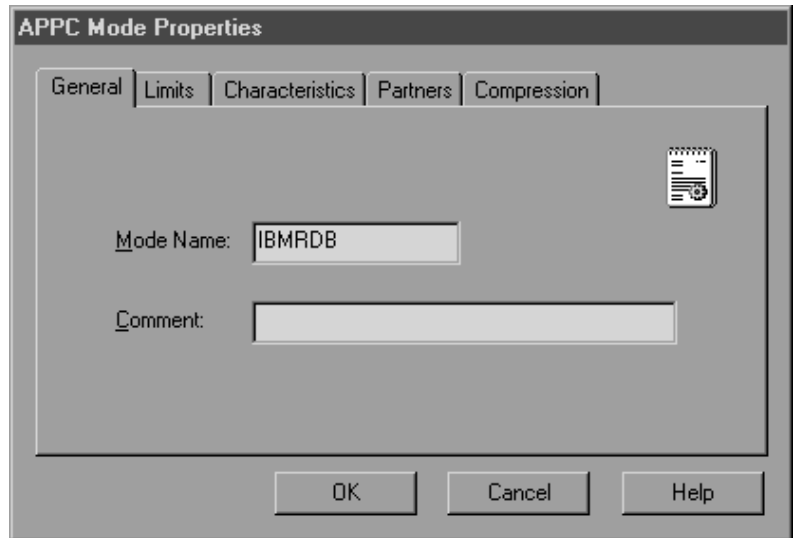 APPC Mode Properties
General Limits Characteristics Partners Compression
Mode Name: IBMRDB
Comment:
OK Cancel Help